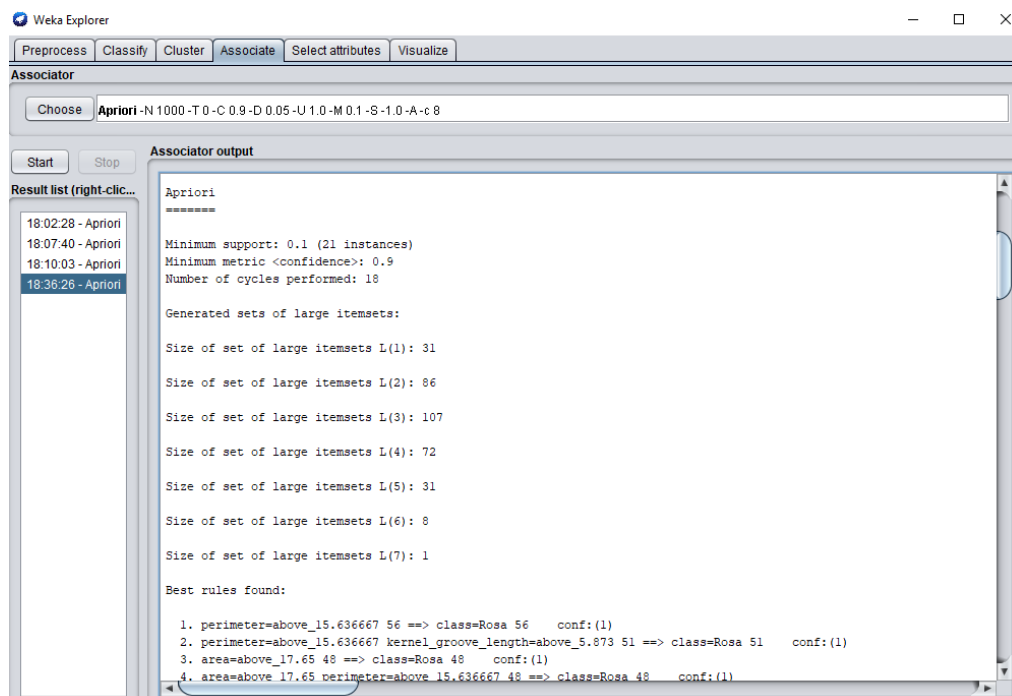 Weka Explorer
Preprocess Classify Cluster Associate Select attributes Visualize
Associator
Choose Apriori -N 1000 -T 0 -C 0.9 -D 0.05 -U 1.0 -M 0.1 -S -1.0 -A -c 8
Start Stop
Result list (right-clic...
18:02:28 - Apriori
18:07:40 - Apriori
18:10:03 - Apriori
18:36:26 - Apriori
Associator output
Apriori
=======
Minimum support: 0.1 (21 instances)
Minimum metric <confidence>: 0.9
Number of cycles performed: 18
Generated sets of large itemsets:
Size of set of large itemsets L(1): 31
Size of set of large itemsets L(2): 86
Size of set of large itemsets L(3): 107
Size of set of large itemsets L(4): 72
Size of set of large itemsets L(5): 31
Size of set of large itemsets L(6): 8
Size of set of large itemsets L(7): 1
Best rules found:
1. perimeter=above_15.636667 56 ==> class=Rosa 56 conf:(1)
2. perimeter=above_15.636667 kernel_groove_length=above_5.873 51 ==> class=Rosa 51 conf:(1)
3. area=above_17.65 48 ==> class=Rosa 48 conf:(1)
4. area=above_17.65 perimeter=above_15.636667 48 ==> class=Rosa 48 conf:(1)